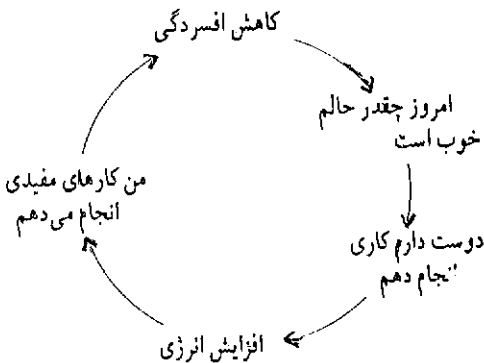 کاهش افسردگی
امروز چقدر حالم
خوب است
دوست دارم کاری
انجام دهم
افزایش انرژی
من کارهای مفیدی
انجام می‌دهم